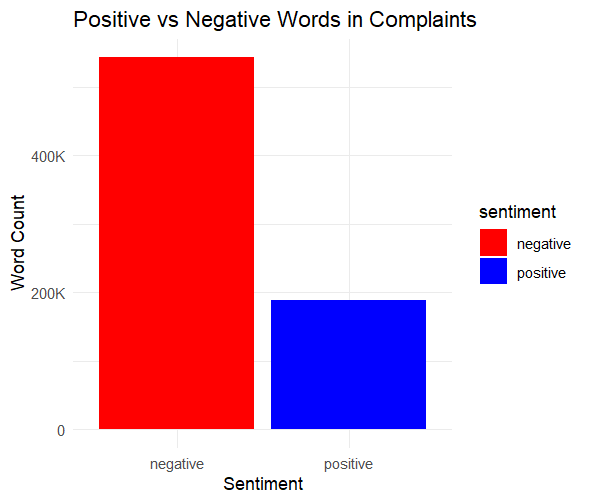 Positive vs Negative Words in Complaints
Word Count
400K
200K
0
negative
positive
Sentiment
sentiment
negative
positive